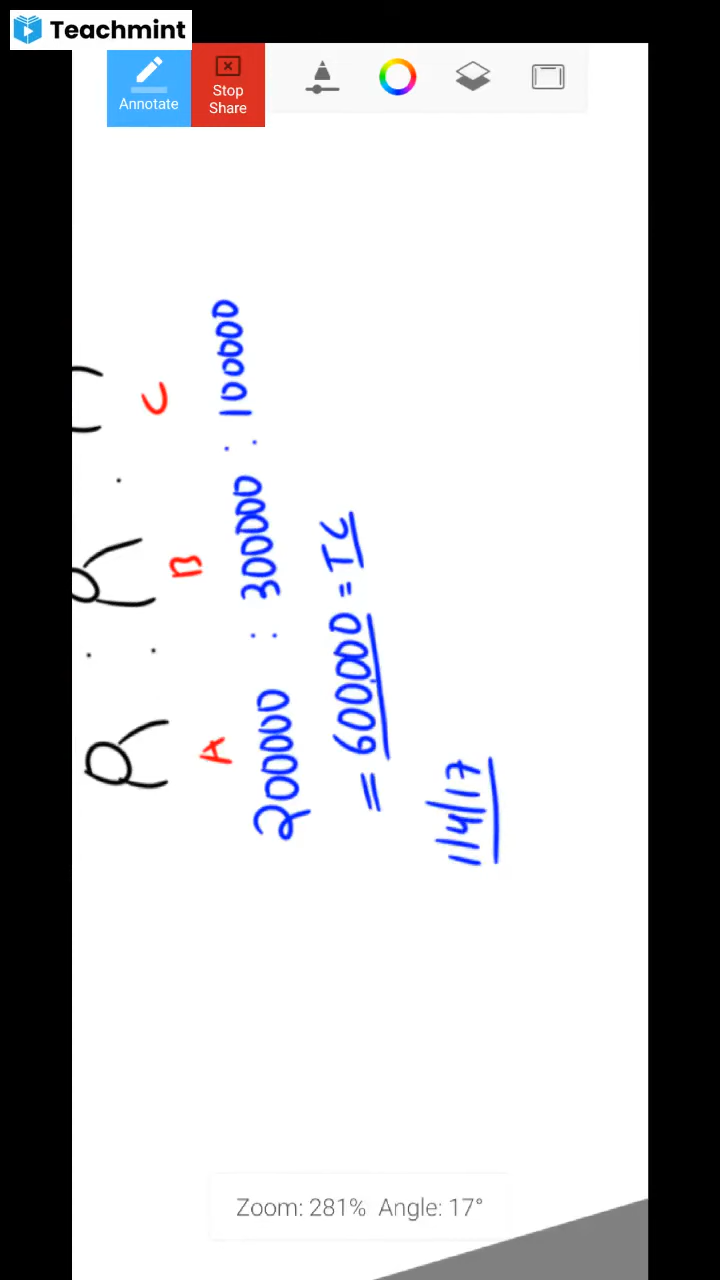 Teachmint
Annotate
Stop
Share
A B C
200000 : 300000 : 100000
= 600000 = TC
1/4/17
Zoom: 281% Angle: 17°